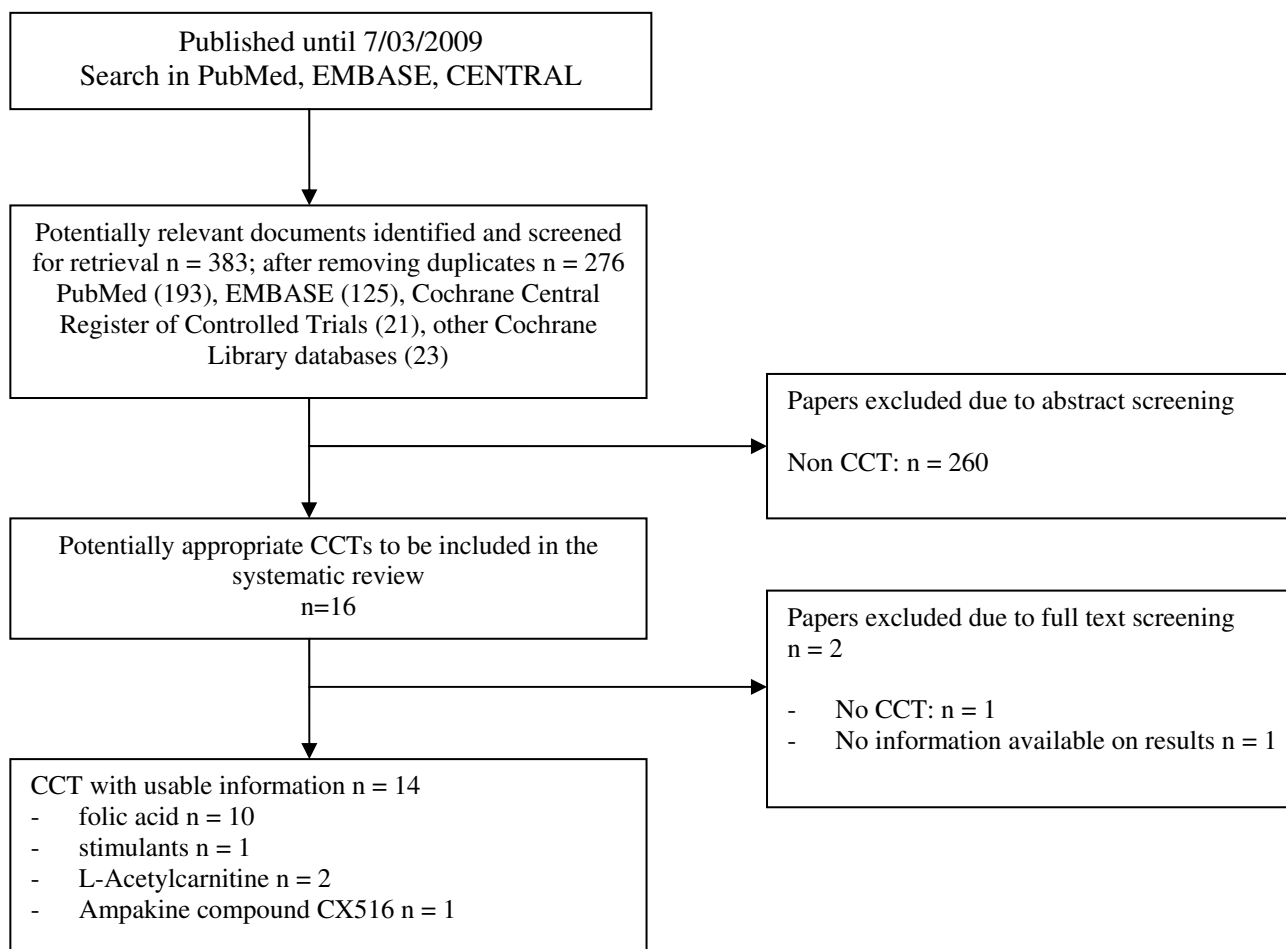 Published until 7/03/2009
Search in PubMed, EMBASE, CENTRAL
Potentially relevant documents identified and screened
for retrieval n = 383; after removing duplicates n = 276
PubMed (193), EMBASE (125), Cochrane Central
Register of Controlled Trials (21), other Cochrane
Library databases (23)
Papers excluded due to abstract screening
Non CCT: n = 260
Potentially appropriate CCTs to be included in the
systematic review
n=16
Papers excluded due to full text screening
n = 2
- No CCT: n = 1
- No information available on results n = 1
CCT with usable information n = 14
- folic acid n = 10
- stimulants n = 1
- L-Acetylcarnitine n = 2
- Ampakine compound CX516 n = 1